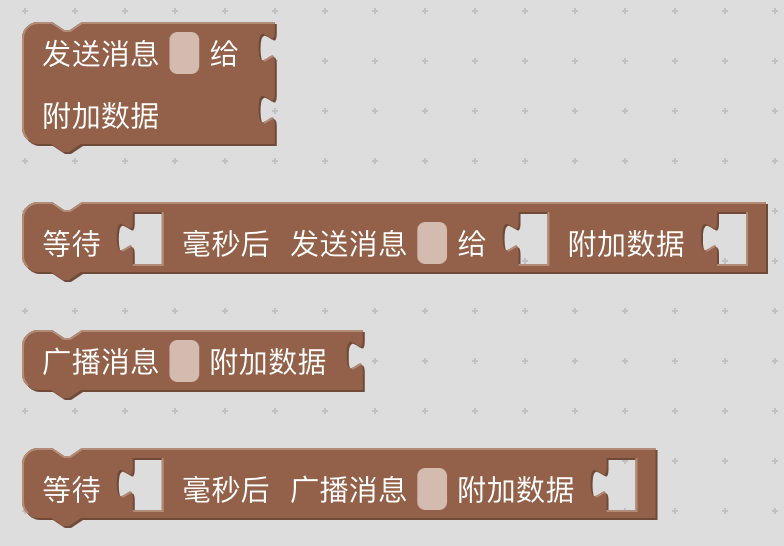 发送消息 给
附加数据
等待 毫秒后 发送消息 给 附加数据
广播消息 附加数据
等待 毫秒后 广播消息 附加数据